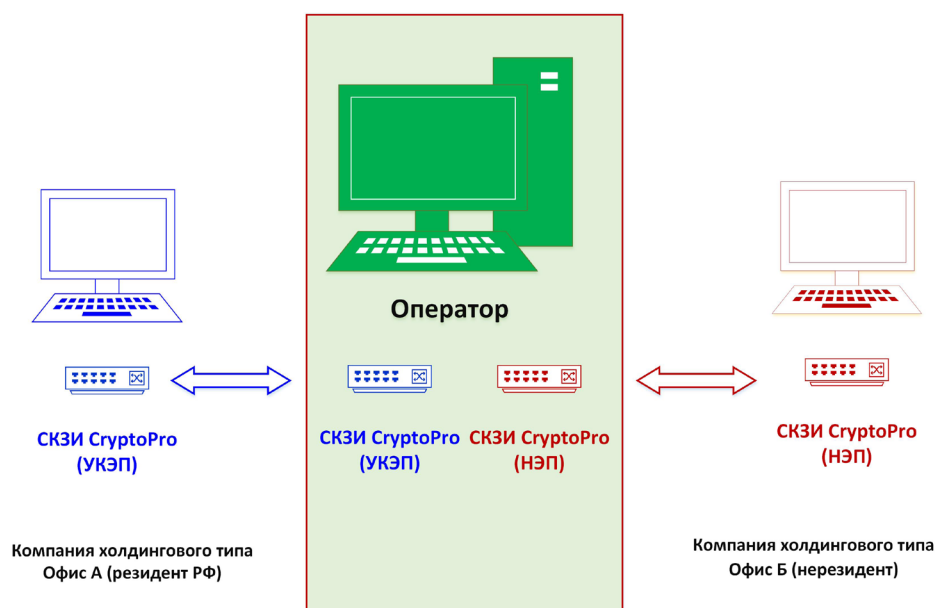 Оператор
СКЗИ CryptoPro
(УКЭП)
СКЗИ CryptoPro
(УКЭП)
СКЗИ CryptoPro
(НЭП)
СКЗИ CryptoPro
(НЭП)
Компания холдингового типа
Офис А (резидент РФ)
Компания холдингового типа
Офис Б (нерезидент)